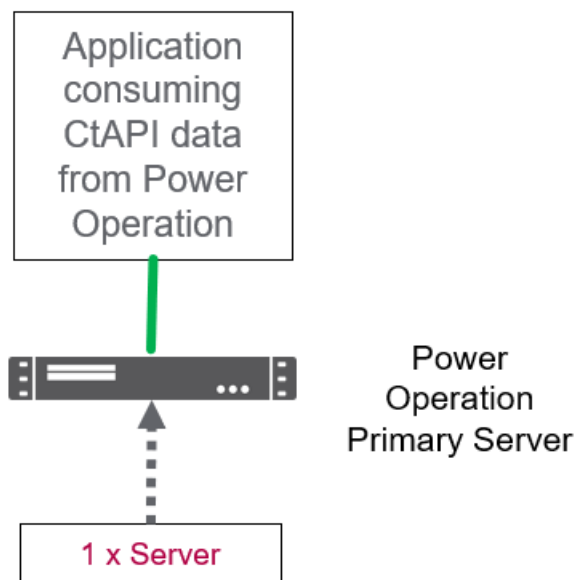 Application
consuming
CtAPI data
from Power
Operation
Power
Operation
Primary Server
1 x Server